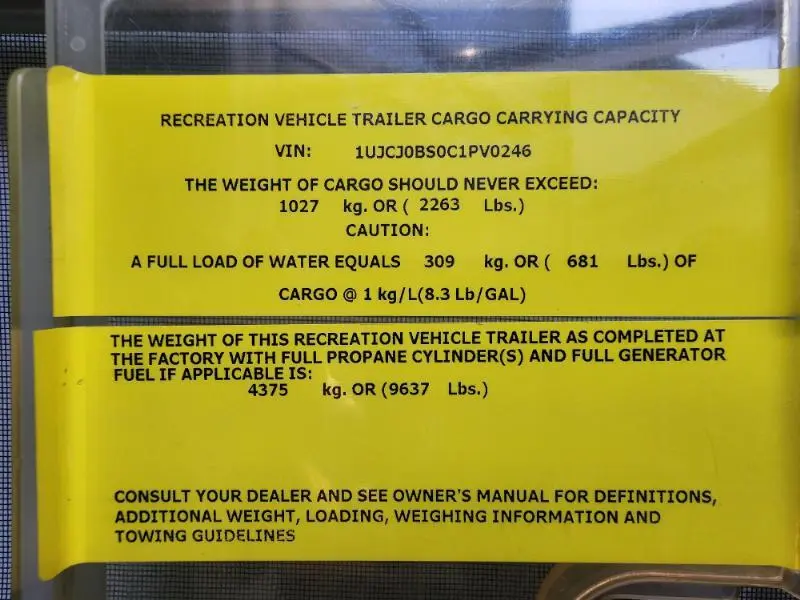 RECREATION VEHICLE TRAILER CARGO CARRYING CAPACITY
VIN: 1UJCJ0BS0C1PV0246
THE WEIGHT OF CARGO SHOULD NEVER EXCEED:
1027 kg. OR ( 2263 Lbs.)
CAUTION:
A FULL LOAD OF WATER EQUALS 309 kg. OR ( 681 Lbs.) OF
CARGO @ 1 kg/L(8.3 Lb/GAL)
THE WEIGHT OF THIS RECREATION VEHICLE TRAILER AS COMPLETED AT
THE FACTORY WITH FULL PROPANE CYLINDER(S) AND FULL GENERATOR
FUEL IF APPLICABLE IS:
4375 kg. OR (9637 Lbs.)
CONSULT YOUR DEALER AND SEE OWNER'S MANUAL FOR DEFINITIONS,
ADDITIONAL WEIGHT, LOADING, WEIGHING INFORMATION AND
TOWING GUIDELINES